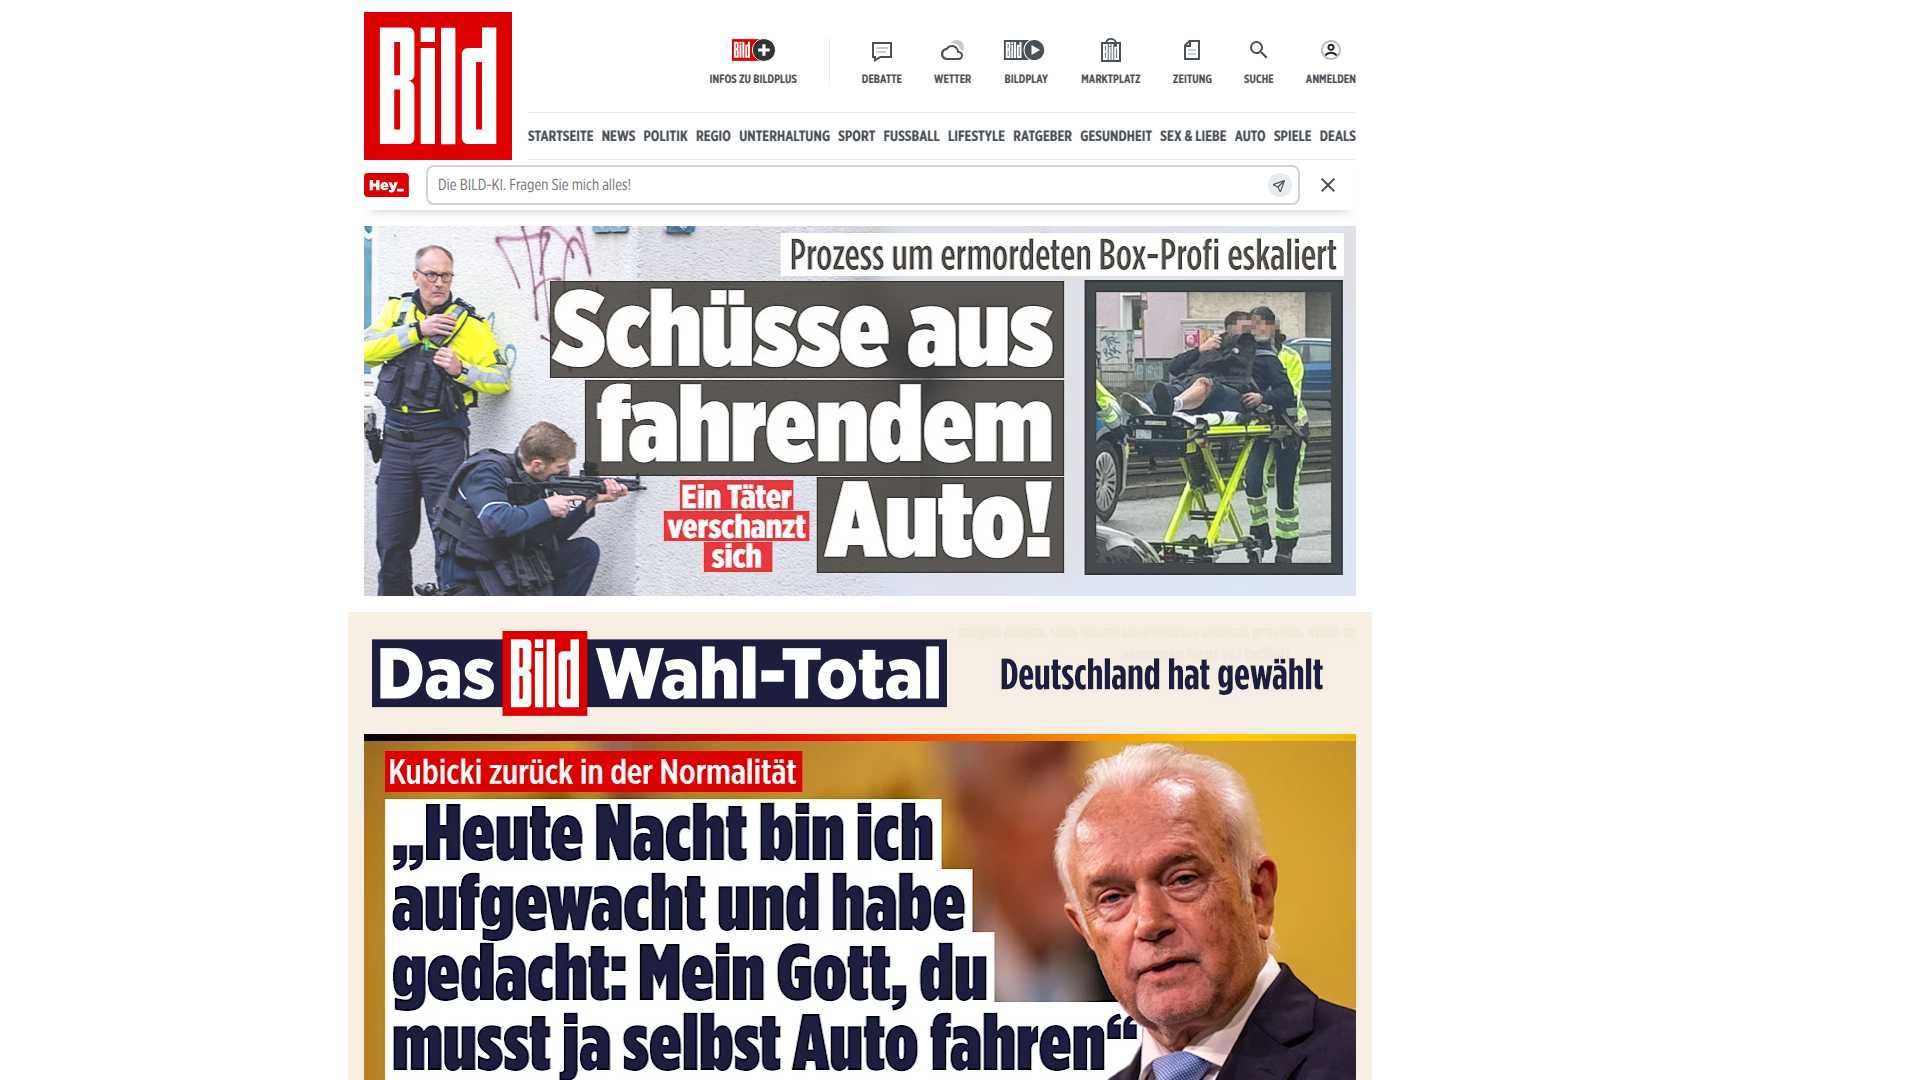 Bild
Bild
INFOS ZU BILDPLUS
DEBATTE
WETTER
Bild
BILDPLAY
Bild
MARKTPLATZ
ZEITUNG
SUCHE
ANMELDEN
STARTSEITE NEWS POLITIK REGIO UNTERHALTUNG SPORT FUSSBALL LIFESTYLE RATGEBER GESUNDHEIT SEX & LIEBE AUTO SPIELE DEALS
Hey_
Die BILD-KI. Fragen Sie mich alles!
Prozess um ermordeten Box-Profi eskaliert
Schüsse aus
fahrendem
Auto!
Ein Täter
verschanzt
sich
Das Bild Wahl-Total
Deutschland hat gewählt
Kubicki zurück in der Normalität
„Heute Nacht bin ich
aufgewacht und habe
gedacht: Mein Gott, du
musst ja selbst Auto fahren“